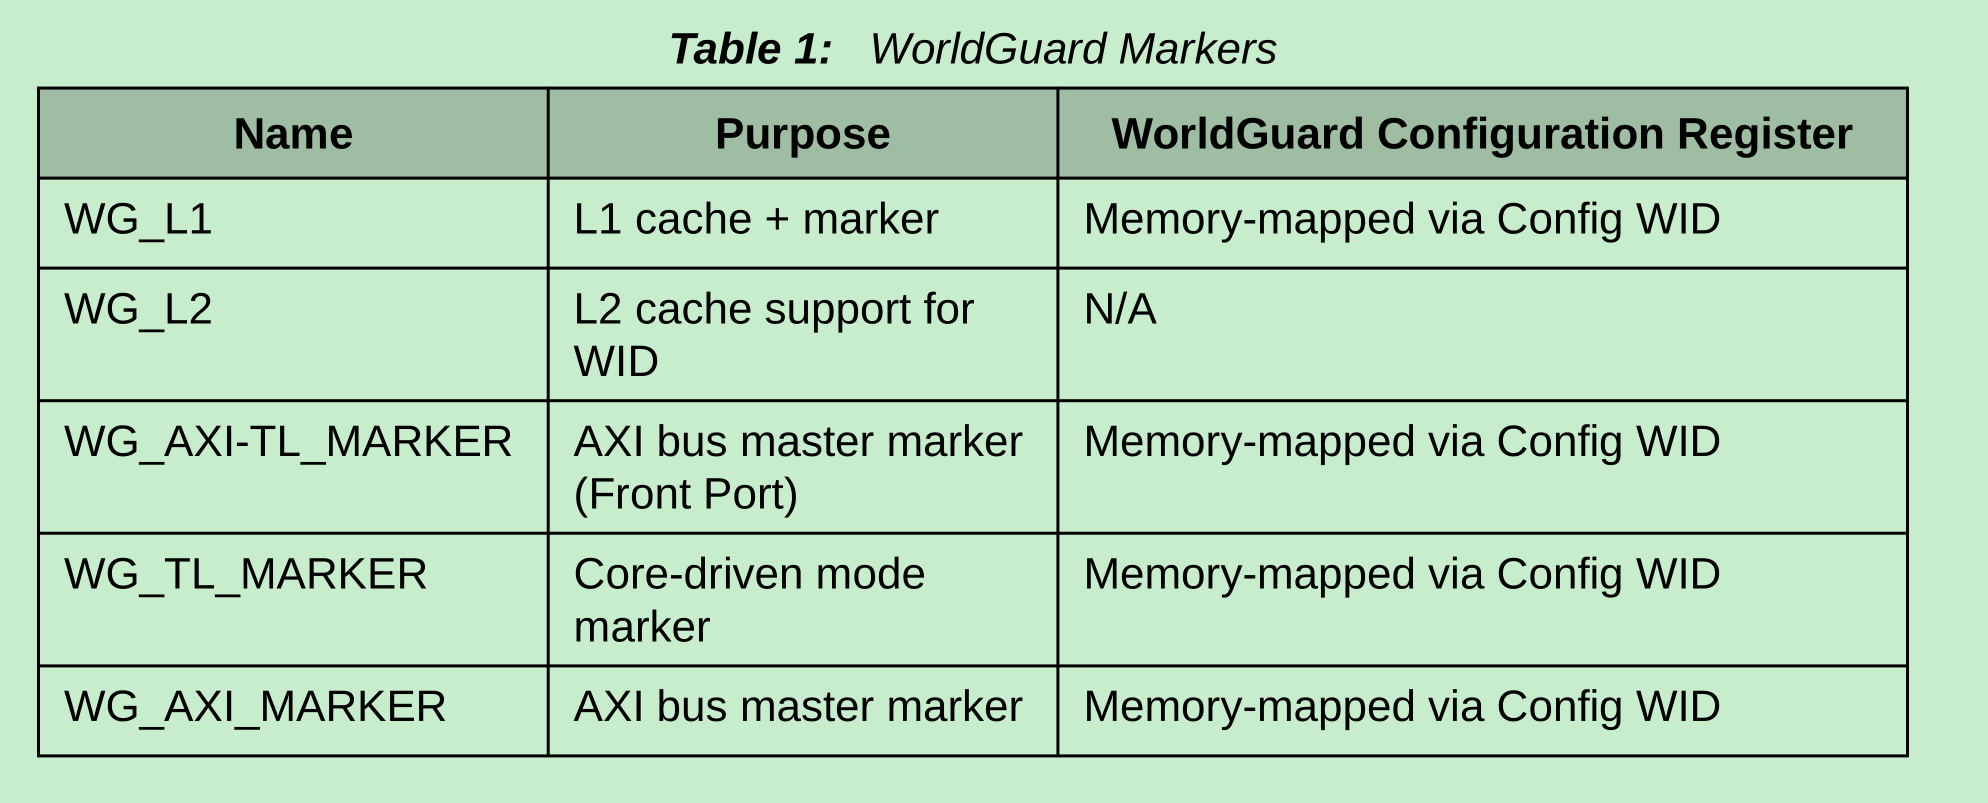 Table 1: WorldGuard Markers
Name Purpose WorldGuard Configuration Register
WG_L1 L1 cache + marker Memory-mapped via Config WID
WG_L2 L2 cache support for N/A
WID
WG_AXI-TL_MARKER AXI bus master marker Memory-mapped via Config WID
(Front Port)
WG_TL_MARKER Core-driven mode Memory-mapped via Config WID
marker
WG_AXI_MARKER AXI bus master marker Memory-mapped via Config WID